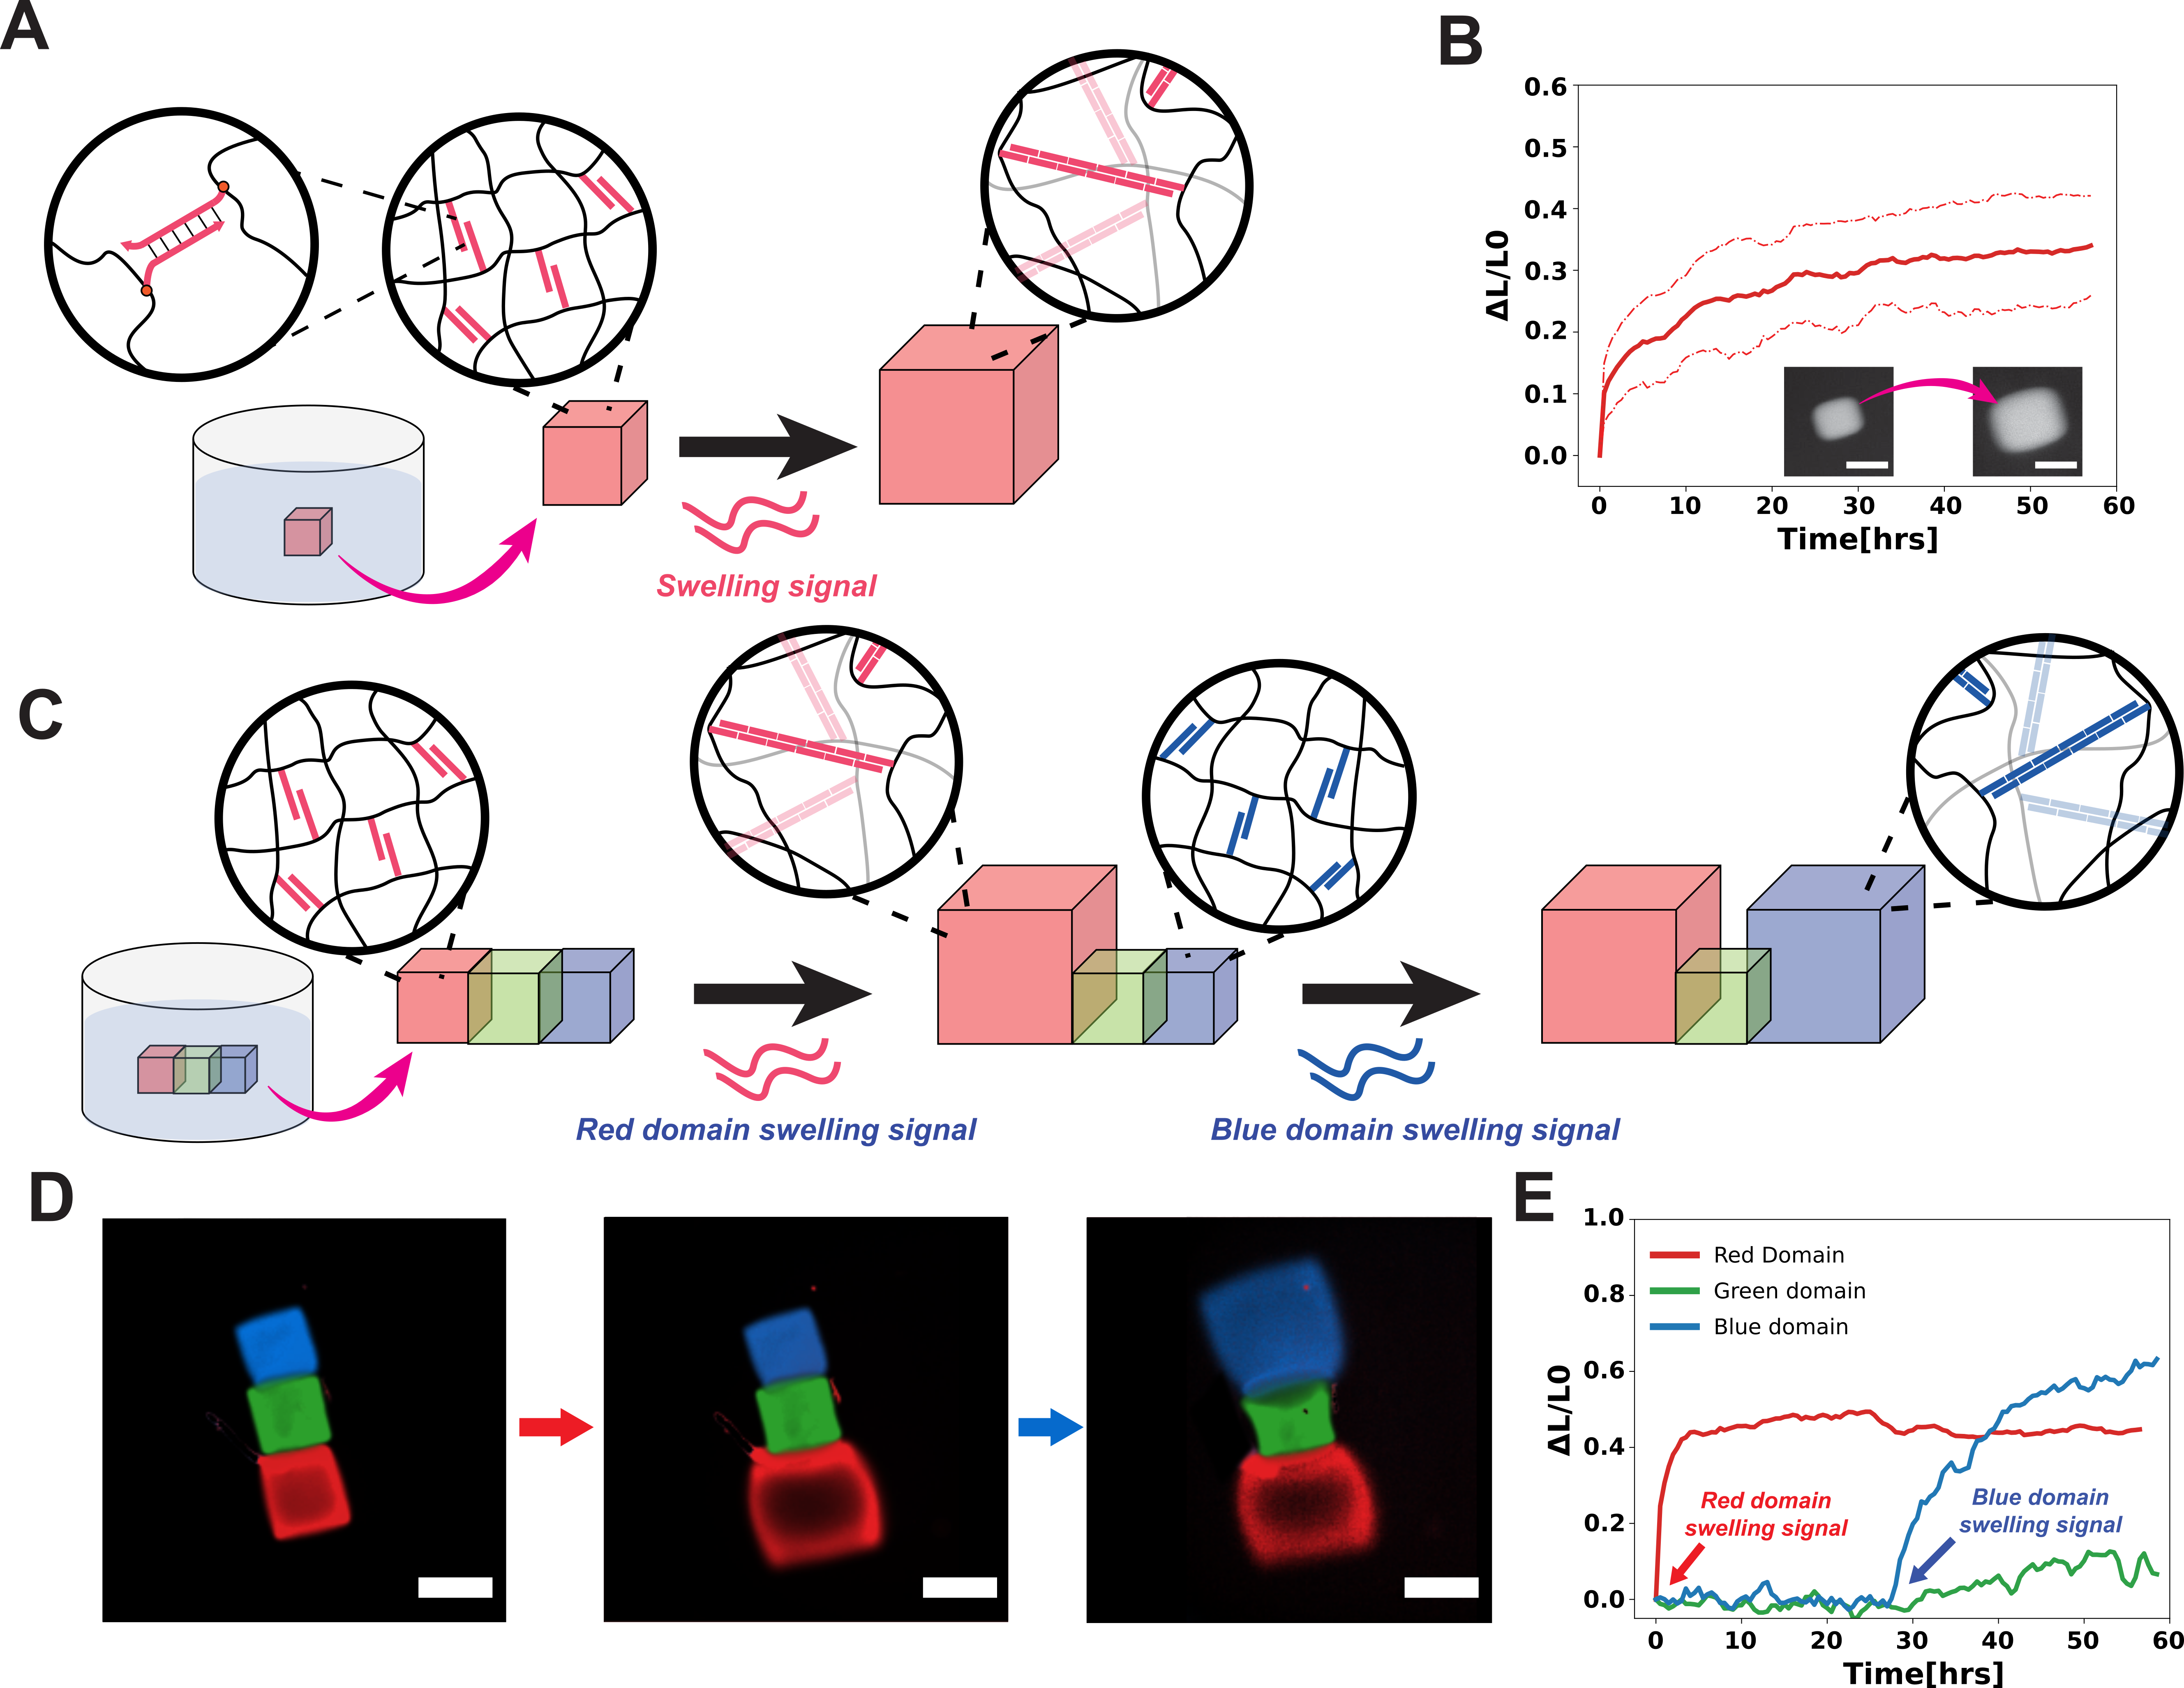 A
Swelling signal
B
0.6
0.5
0.4
0.3
0.2
0.1
0.0
ΔL/L0
0 10 20 30 40 50 60
Time[hrs]
C
Red domain swelling signal
Blue domain swelling signal
D
E
1.0
0.8
0.6
0.4
0.2
0.0
ΔL/L0
Red Domain
Green domain
Blue domain
Red domain
swelling signal
Blue domain
swelling signal
0 10 20 30 40 50 60
Time[hrs]